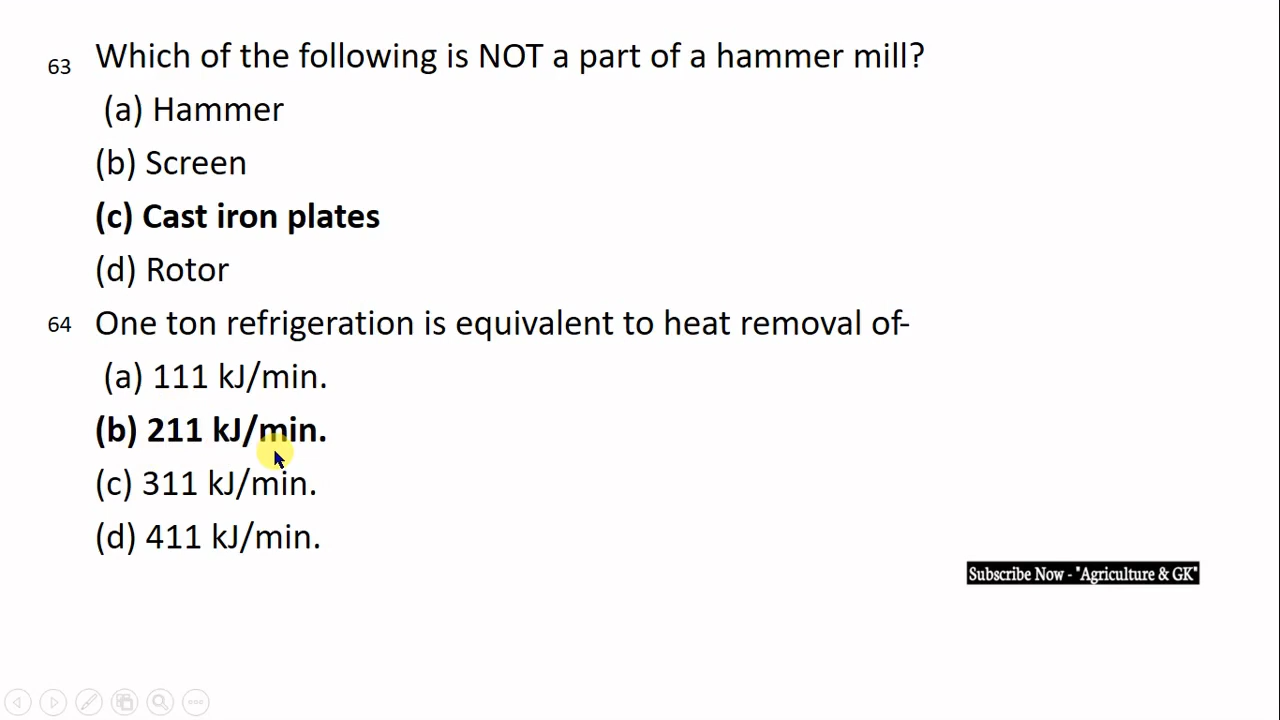 63 Which of the following is NOT a part of a hammer mill?
(a) Hammer
(b) Screen
(c) Cast iron plates
(d) Rotor
64 One ton refrigeration is equivalent to heat removal of-
(a) 111 kJ/min.
(b) 211 kJ/min.
(c) 311 kJ/min.
(d) 411 kJ/min.
Subscribe Now - "Agriculture & GK"